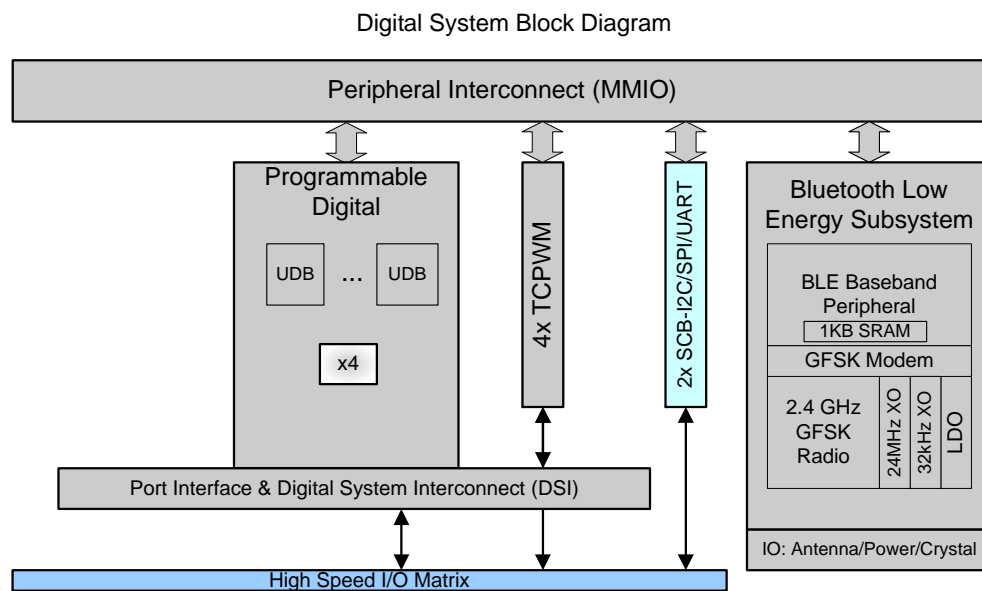 Digital System Block Diagram
Peripheral Interconnect (MMIO)
Programmable
Digital
UDB
...
UDB
x4
4x TCPWM
2x SCB-I2C/SPI/UART
Bluetooth Low
Energy Subsystem
BLE Baseband
Peripheral
1KB SRAM
GFSK Modem
2.4 GHz
GFSK
Radio
24MHz XO
32kHz XO
LDO
Port Interface & Digital System Interconnect (DSI)
IO: Antenna/Power/Crystal
High Speed I/O Matrix